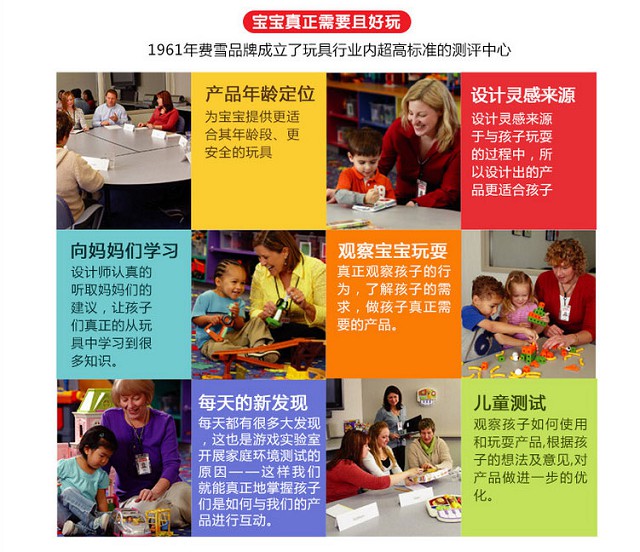 宝宝真正需要且好玩
1961年费雪品牌成立了玩具行业内超高标准的测评中心
产品年龄定位
为宝宝提供更适
合其年龄段、更
安全的玩具
设计灵感来源
设计灵感来源
于与孩子玩耍
的过程中，所
以设计出的产
品更适合孩子
向妈妈们学习
设计师认真的
听取妈妈们的
建议，让孩子
们真正的从玩
具中学习到很
多知识。
观察宝宝玩耍
真正观察孩子的行
为，了解孩子的需
求，做孩子真正需
要的产品。
每天的新发现
每天都有很多大发现
，这也是游戏实验室
开展家庭环境测试的
原因——这样我们
就能真正地掌握孩子
们是如何与我们的产
品进行互动。
儿童测试
观察孩子如何使用
和玩耍产品,根据孩
子的想法及意见,对
产品做进一步的优
化。